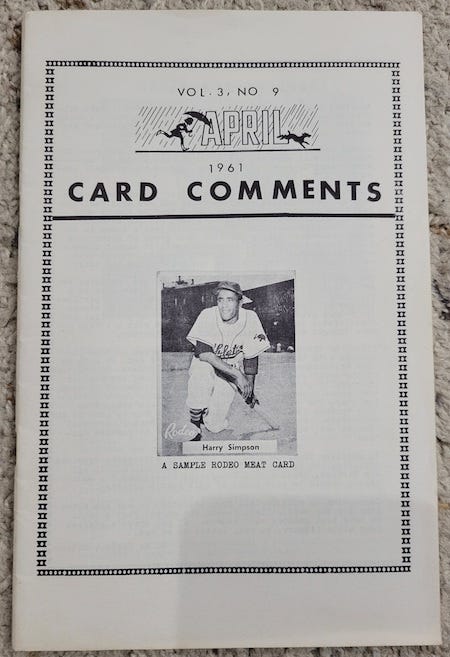 VOL. 3, NO 9
APRIL
1961
CARD COMMENTS
Athletics
Rodeo
Harry Simpson
A SAMPLE RODEO MEAT CARD